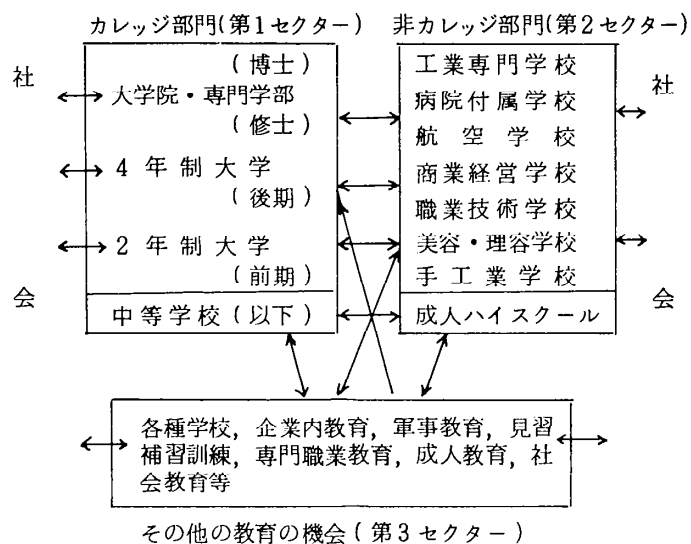 カレッジ部門(第1セクター)
(博士)
大学院・専門学部
(修士)
4年制大学
(後期)
2年制大学
(前期)
中等学校(以下)
非カレッジ部門(第2セクター)
工業専門学校
病院付属学校
航空学校
商業経営学校
職業技術学校
美容・理容学校
手工業学校
成人ハイスクール
社
会
社
会
各種学校, 企業内教育, 軍事教育, 見習
補習訓練, 専門職業教育, 成人教育, 社
会教育等
その他の教育の機会(第3セクター)